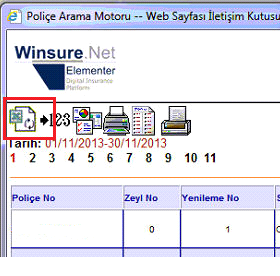 Poliçe Arama Motoru -- Web Sayfası İletişim Kutusu
Winsure.Net
Elementer
Digital Insurance
Platform
123
Tarih: 01/11/2013-30/11/2013
1 2 3 4 5 6 7 8 9 10 11
Poliçe No Zeyl No Yenileme No
0 1